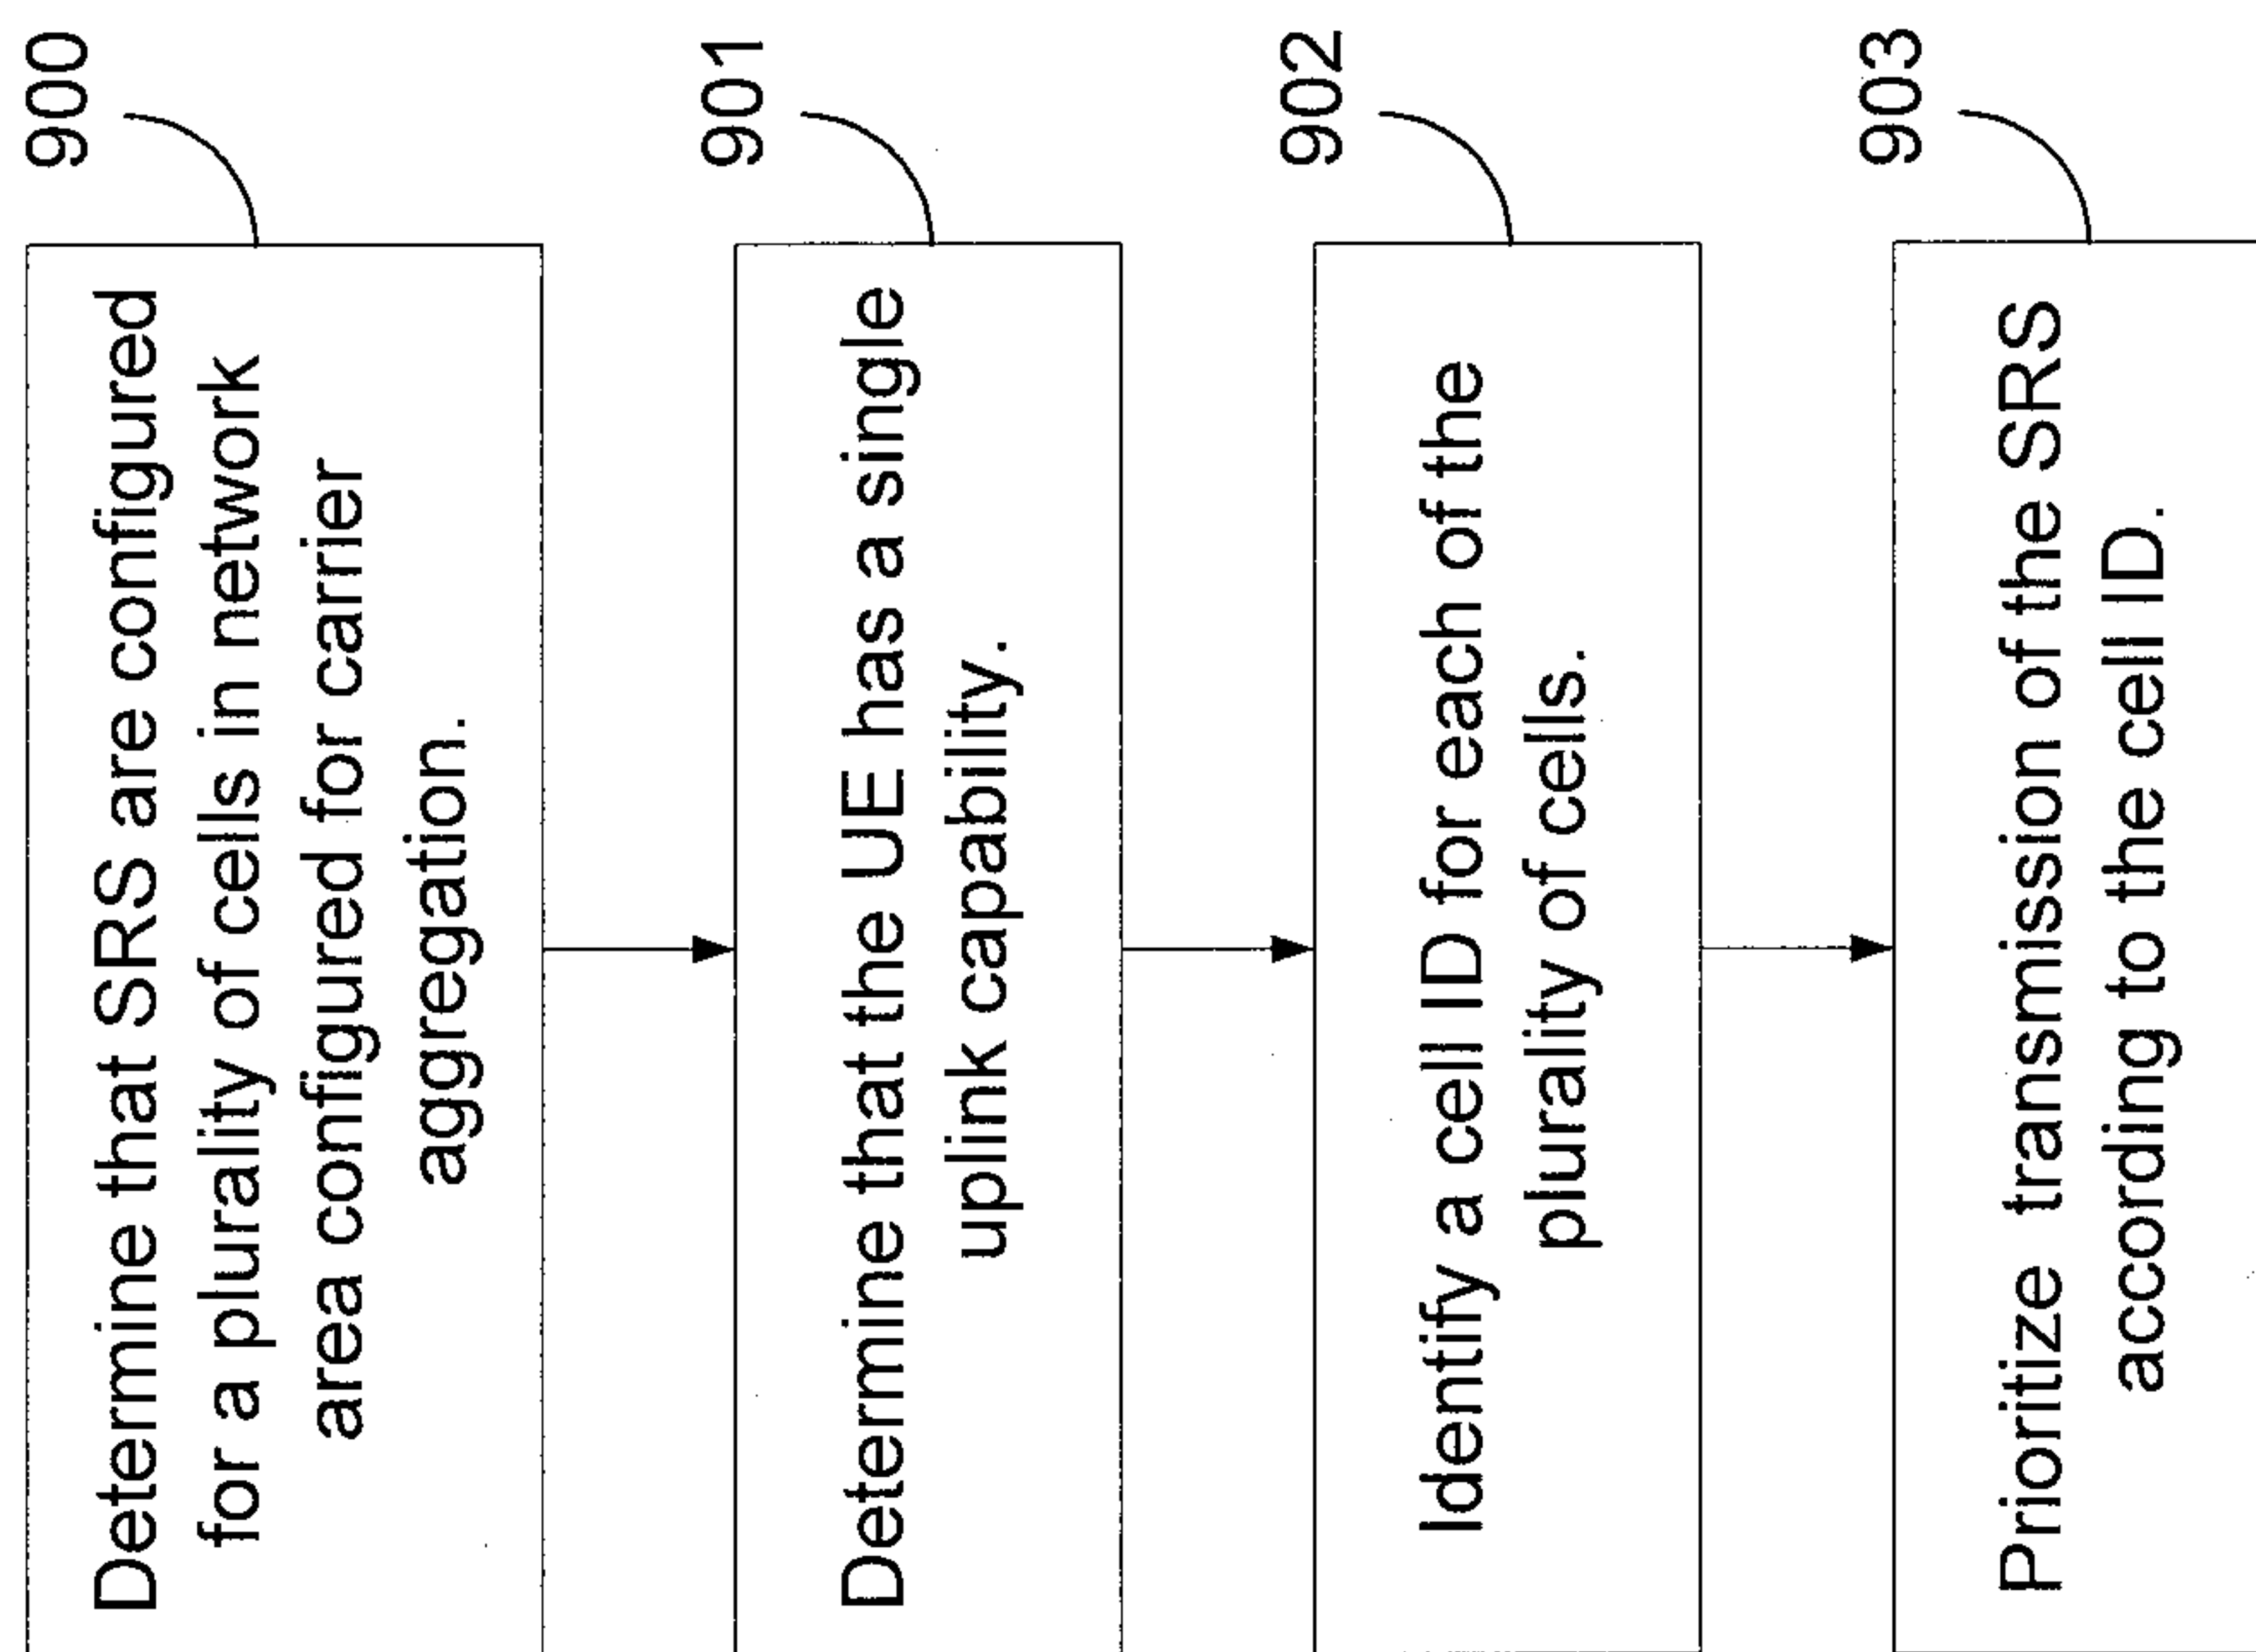 900
Determine that SRS are configured
for a plurality of cells in network
area configured for carrier
aggregation.
901
Determine that the UE has a single
uplink capability.
902
Identify a cell ID for each of the
plurality of cells.
903
Prioritize transmission of the SRS
according to the cell ID.